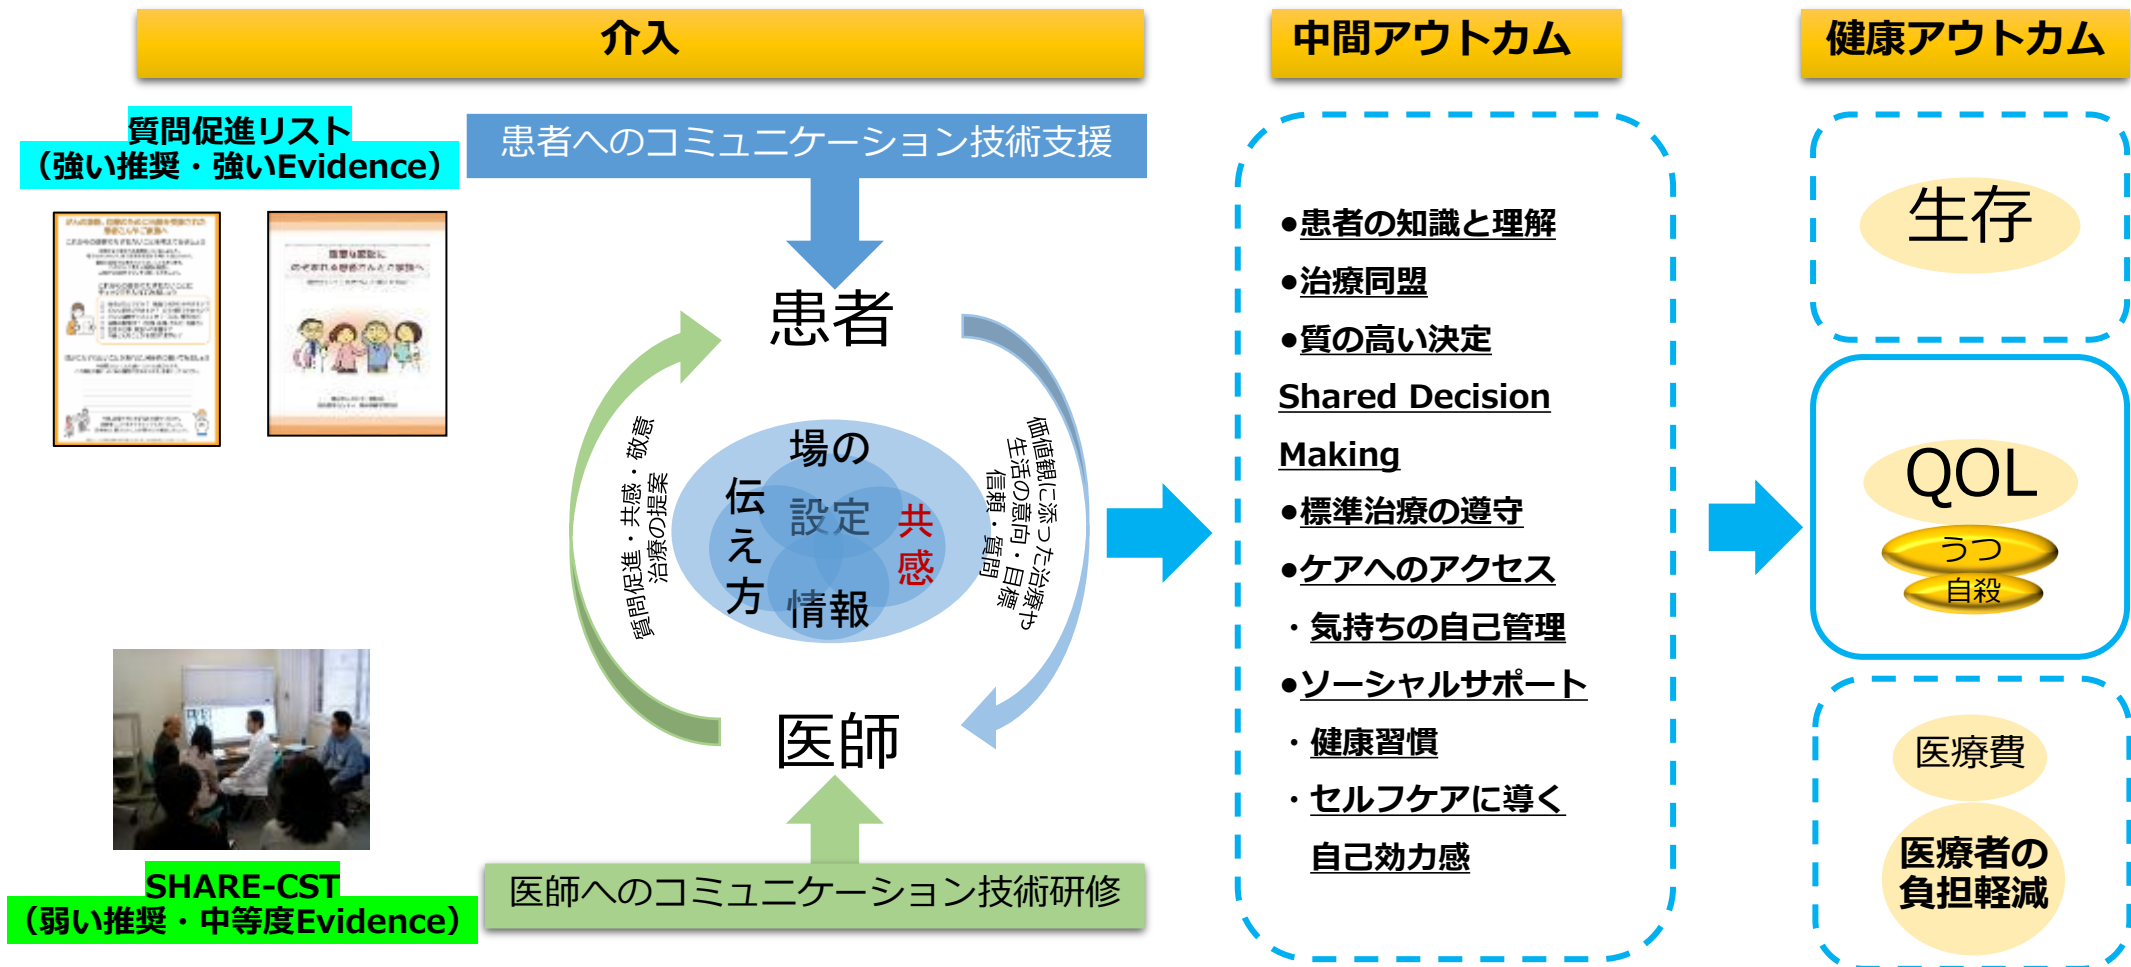 介入
中間アウトカム
健康アウトカム
質問促進リスト
（強い推奨・強いEvidence）
患者へのコミュニケーション技術支援
患者
質問促進・共感・敬意
治療の提案
場の
設定
伝え方
共感
情報
価値観に添った治療や
生活の意向・目標
信頼・質問
医師
SHARE-CST
（弱い推奨・中等度Evidence）
医師へのコミュニケーション技術研修
●患者の知識と理解
●治療同盟
●質の高い決定
Shared Decision
Making
●標準治療の遵守
●ケアへのアクセス
・気持ちの自己管理
●ソーシャルサポート
・健康習慣
・セルフケアに導く
自己効力感
生存
QOL
うつ
自殺
医療費
医療者の
負担軽減